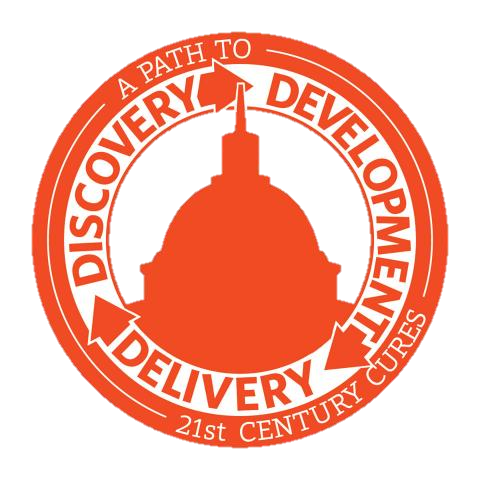 A PATH TO
21st CENTURY CURES
DISCOVERY
DEVELOPMENT
DELIVERY